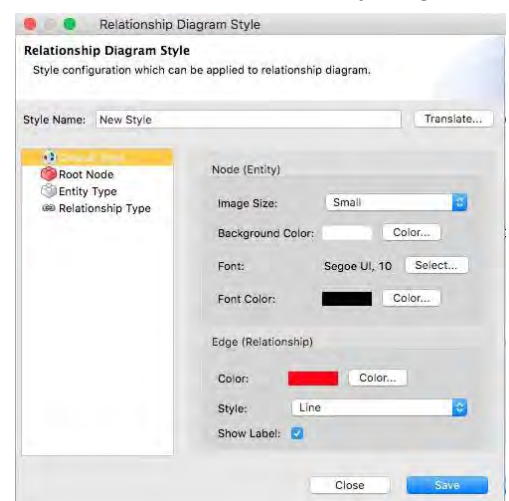 Relationship Diagram Style
Relationship Diagram Style
Style configuration which can be applied to relationship diagram.
Style Name: New Style Translate...
Root Node
Entity Type
Relationship Type
Node (Entity)
Image Size: Small
Background Color: Color...
Font: Segoe UI, 10 Select...
Font Color: Color...
Edge (Relationship)
Color: Color...
Style: Line
Show Label:
Close Save